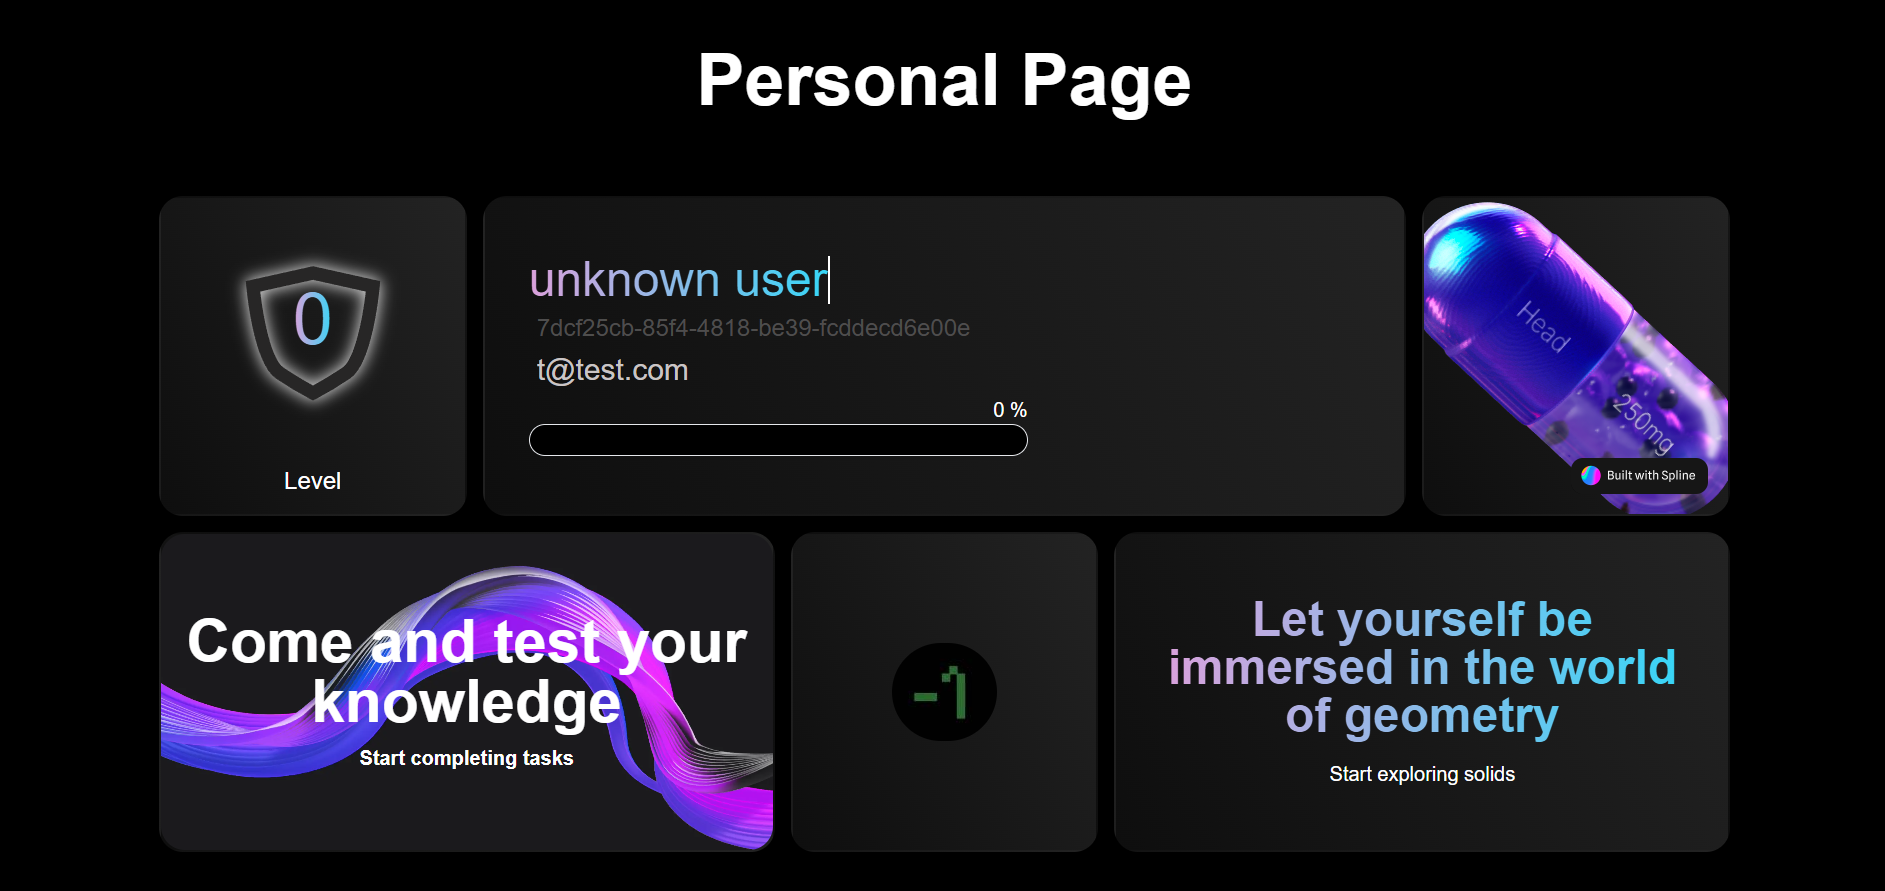 Personal Page
0
Level
unknown user
7dcf25cb-85f4-4818-be39-fcddecd6e00e
t@test.com
0 %
Head
250mg
Built with Spline
Come and test your
knowledge
Start completing tasks
-1
Let yourself be
immersed in the world
of geometry
Start exploring solids